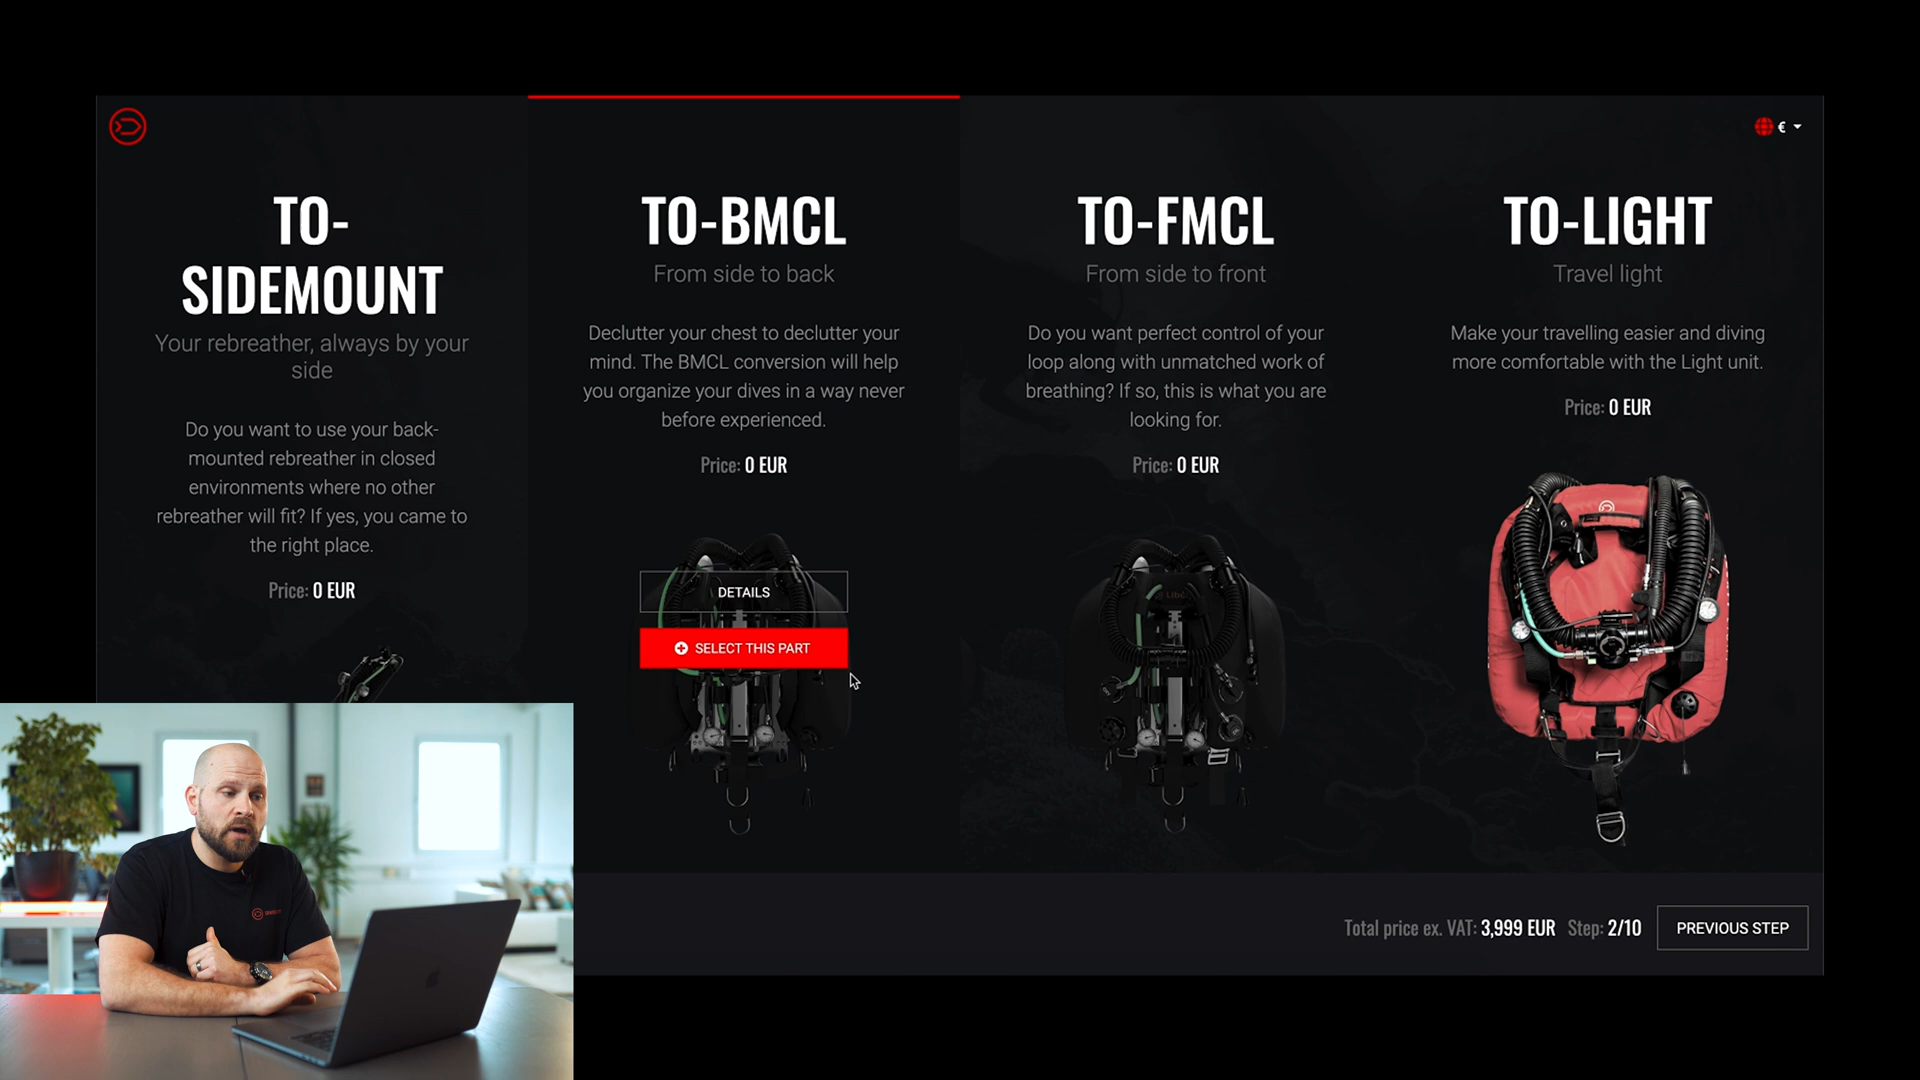 €
TO-
SIDEMOUNT
Your rebreather, always by your
side
Do you want to use your back-
mounted rebreather in closed
environments where no other
rebreather will fit? If yes, you came to
the right place.
Price: 0 EUR
TO-BMCL
From side to back
Declutter your chest to declutter your
mind. The BMCL conversion will help
you organize your dives in a way never
before experienced.
Price: 0 EUR
DETAILS
SELECT THIS PART
TO-FMCL
From side to front
Do you want perfect control of your
loop along with unmatched work of
breathing? If so, this is what you are
looking for.
Price: 0 EUR
TO-LIGHT
Travel light
Make your travelling easier and diving
more comfortable with the Light unit.
Price: 0 EUR
Total price ex. VAT: 3,999 EUR Step: 2/10
PREVIOUS STEP